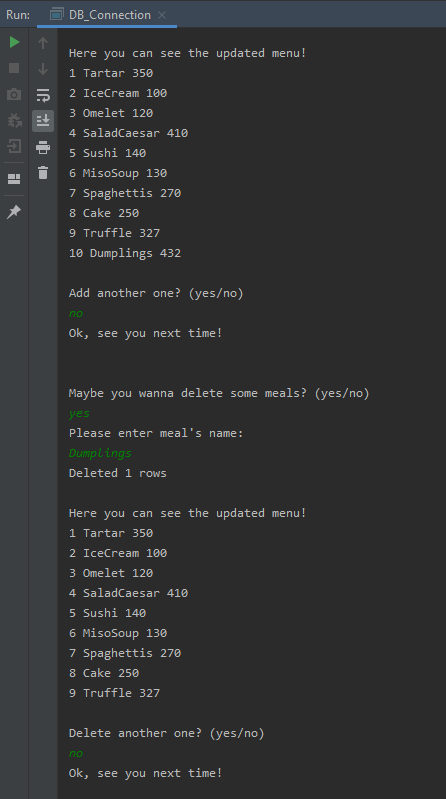 Run: DB_Connection
Here you can see the updated menu!
1 Tartar 350
2 IceCream 100
3 Omelet 120
4 SaladCaesar 410
5 Sushi 140
6 MisoSoup 130
7 Spaghettis 270
8 Cake 250
9 Truffle 327
10 Dumplings 432
Add another one? (yes/no)
no
Ok, see you next time!
Maybe you wanna delete some meals? (yes/no)
yes
Please enter meal's name:
Dumplings
Deleted 1 rows
Here you can see the updated menu!
1 Tartar 350
2 IceCream 100
3 Omelet 120
4 SaladCaesar 410
5 Sushi 140
6 MisoSoup 130
7 Spaghettis 270
8 Cake 250
9 Truffle 327
Delete another one? (yes/no)
no
Ok, see you next time!